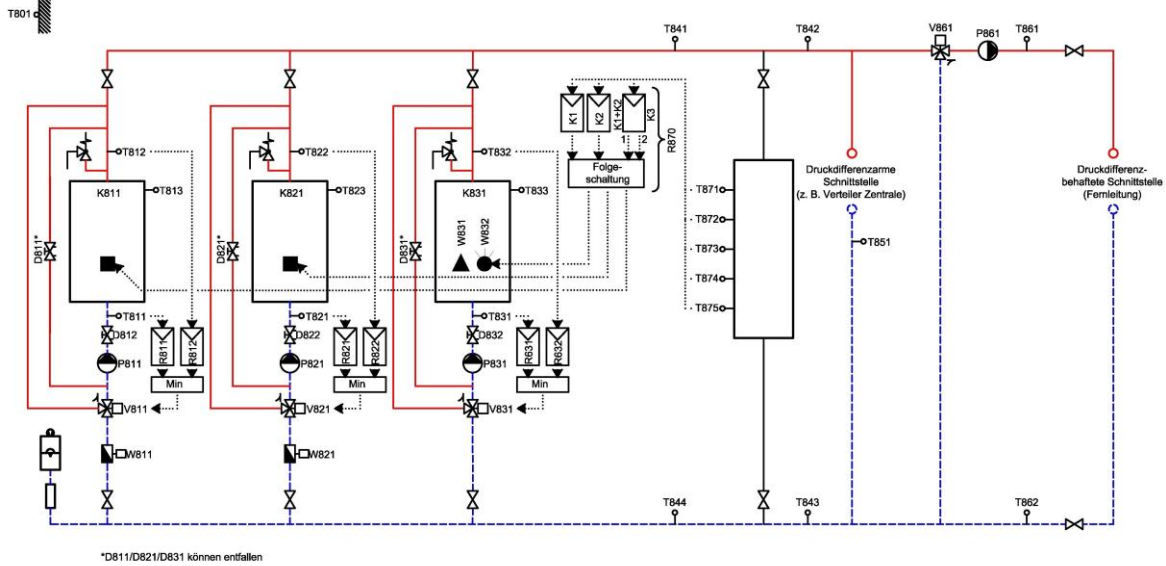 T801
T841
T842
V861
P861
T861
K1
K2
K1+K2
K3
1
2
R870
Folge-
schaltung
T812
T822
T832
K811
T813
K821
T823
K831
T833
W831
W832
D811*
D821*
D831*
T871
T872
T873
T874
T875
Druckdifferenzarme
Schnittstelle
(z. B. Verteiler Zentrale)
Druckdifferenz-
behaftete Schnittstelle
(Fernleitung)
T851
T811
T821
T831
D812
D822
D832
R811
R812
R821
R822
R631
R632
P811
P821
P831
Min
Min
Min
V811
V821
V831
W811
W821
T844
T843
T862
*D811/D821/D831 können entfallen